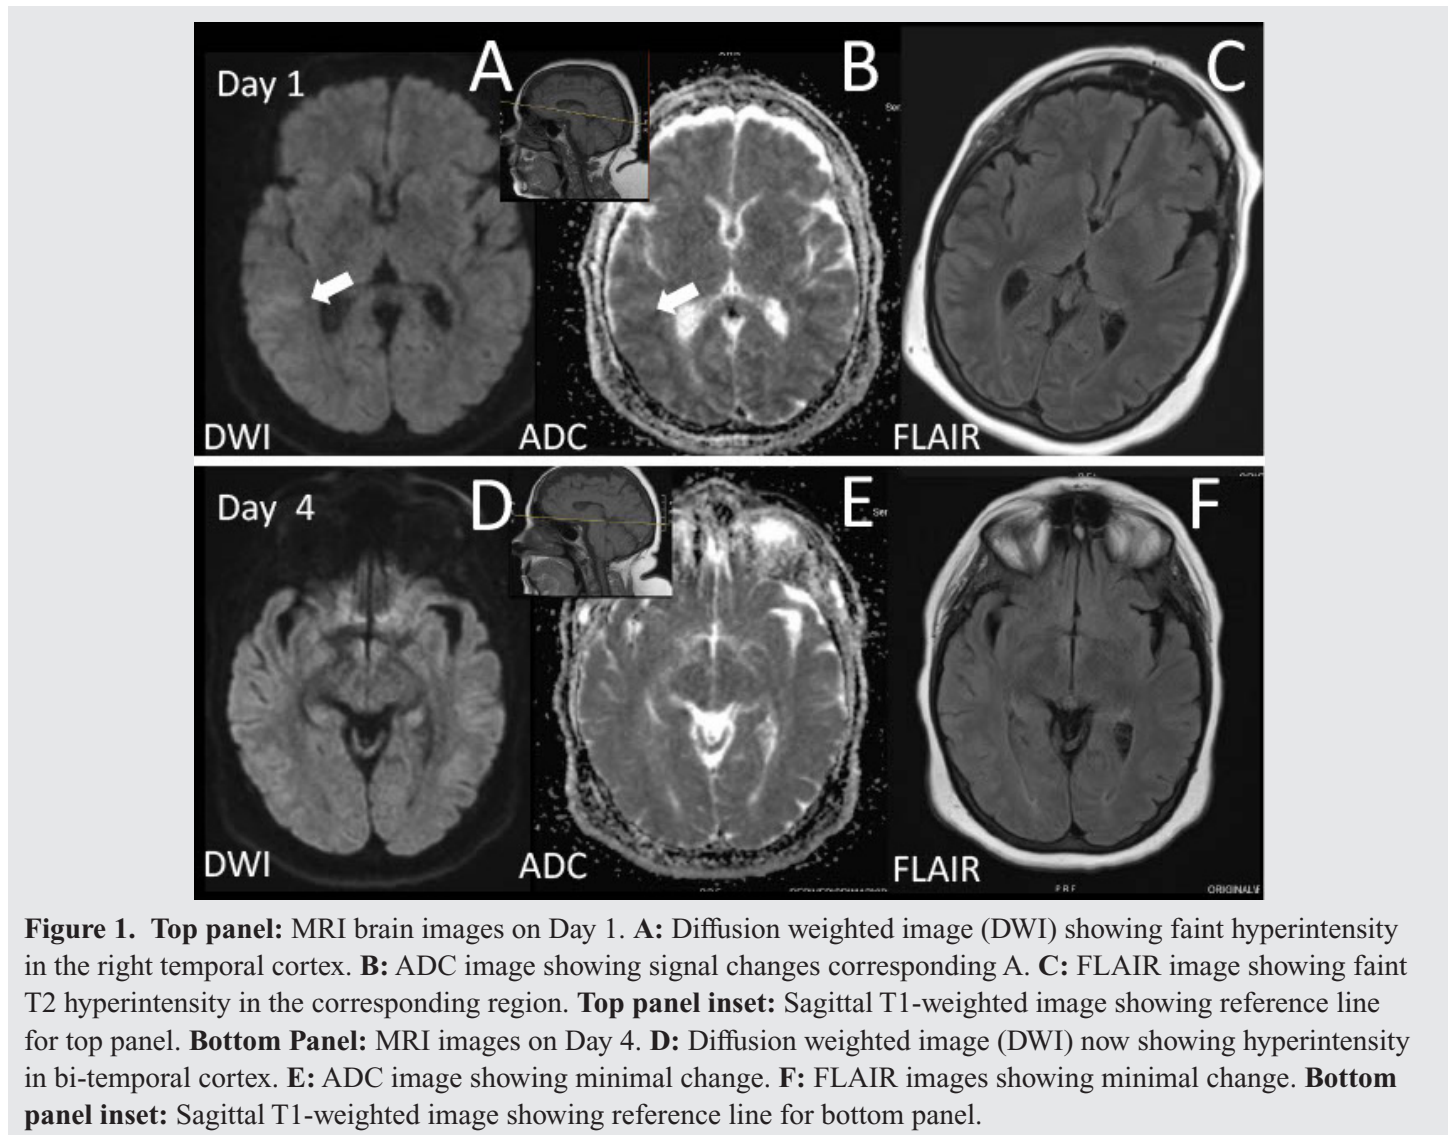 Day 1
A
B
C
Ser
DWI
ADC
FLAIR
Day 4
D
E
F
Ser
DWI
ADC
FLAIR
P R F
ORIGINAL\F
Figure 1. Top panel: MRI brain images on Day 1. A: Diffusion weighted image (DWI) showing faint hyperintensity
in the right temporal cortex. B: ADC image showing signal changes corresponding A. C: FLAIR image showing faint
T2 hyperintensity in the corresponding region. Top panel inset: Sagittal T1-weighted image showing reference line
for top panel. Bottom Panel: MRI images on Day 4. D: Diffusion weighted image (DWI) now showing hyperintensity
in bi-temporal cortex. E: ADC image showing minimal change. F: FLAIR images showing minimal change. Bottom
panel inset: Sagittal T1-weighted image showing reference line for bottom panel.